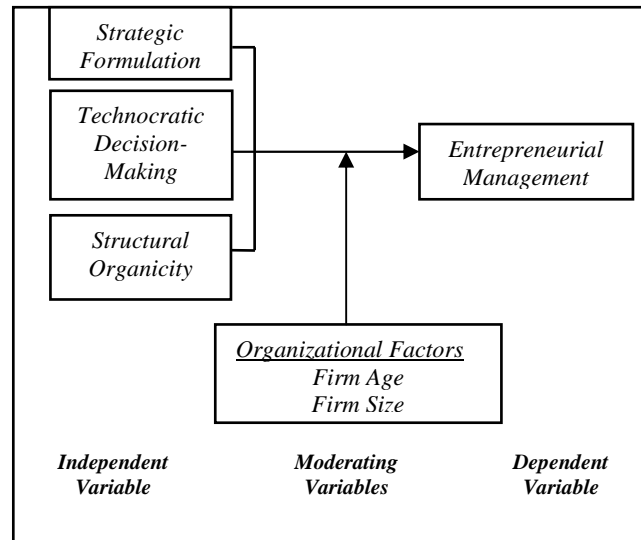 Strategic
Formulation
Technocratic
Decision-
Making
Entrepreneurial
Management
Structural
Organicity
Organizational Factors
Firm Age
Firm Size
Independent
Variable
Moderating
Variables
Dependent
Variable